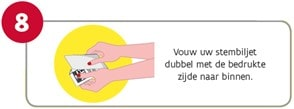 8
Vouw uw stembiljet
dubbel met de bedrukte
zijde naar binnen.